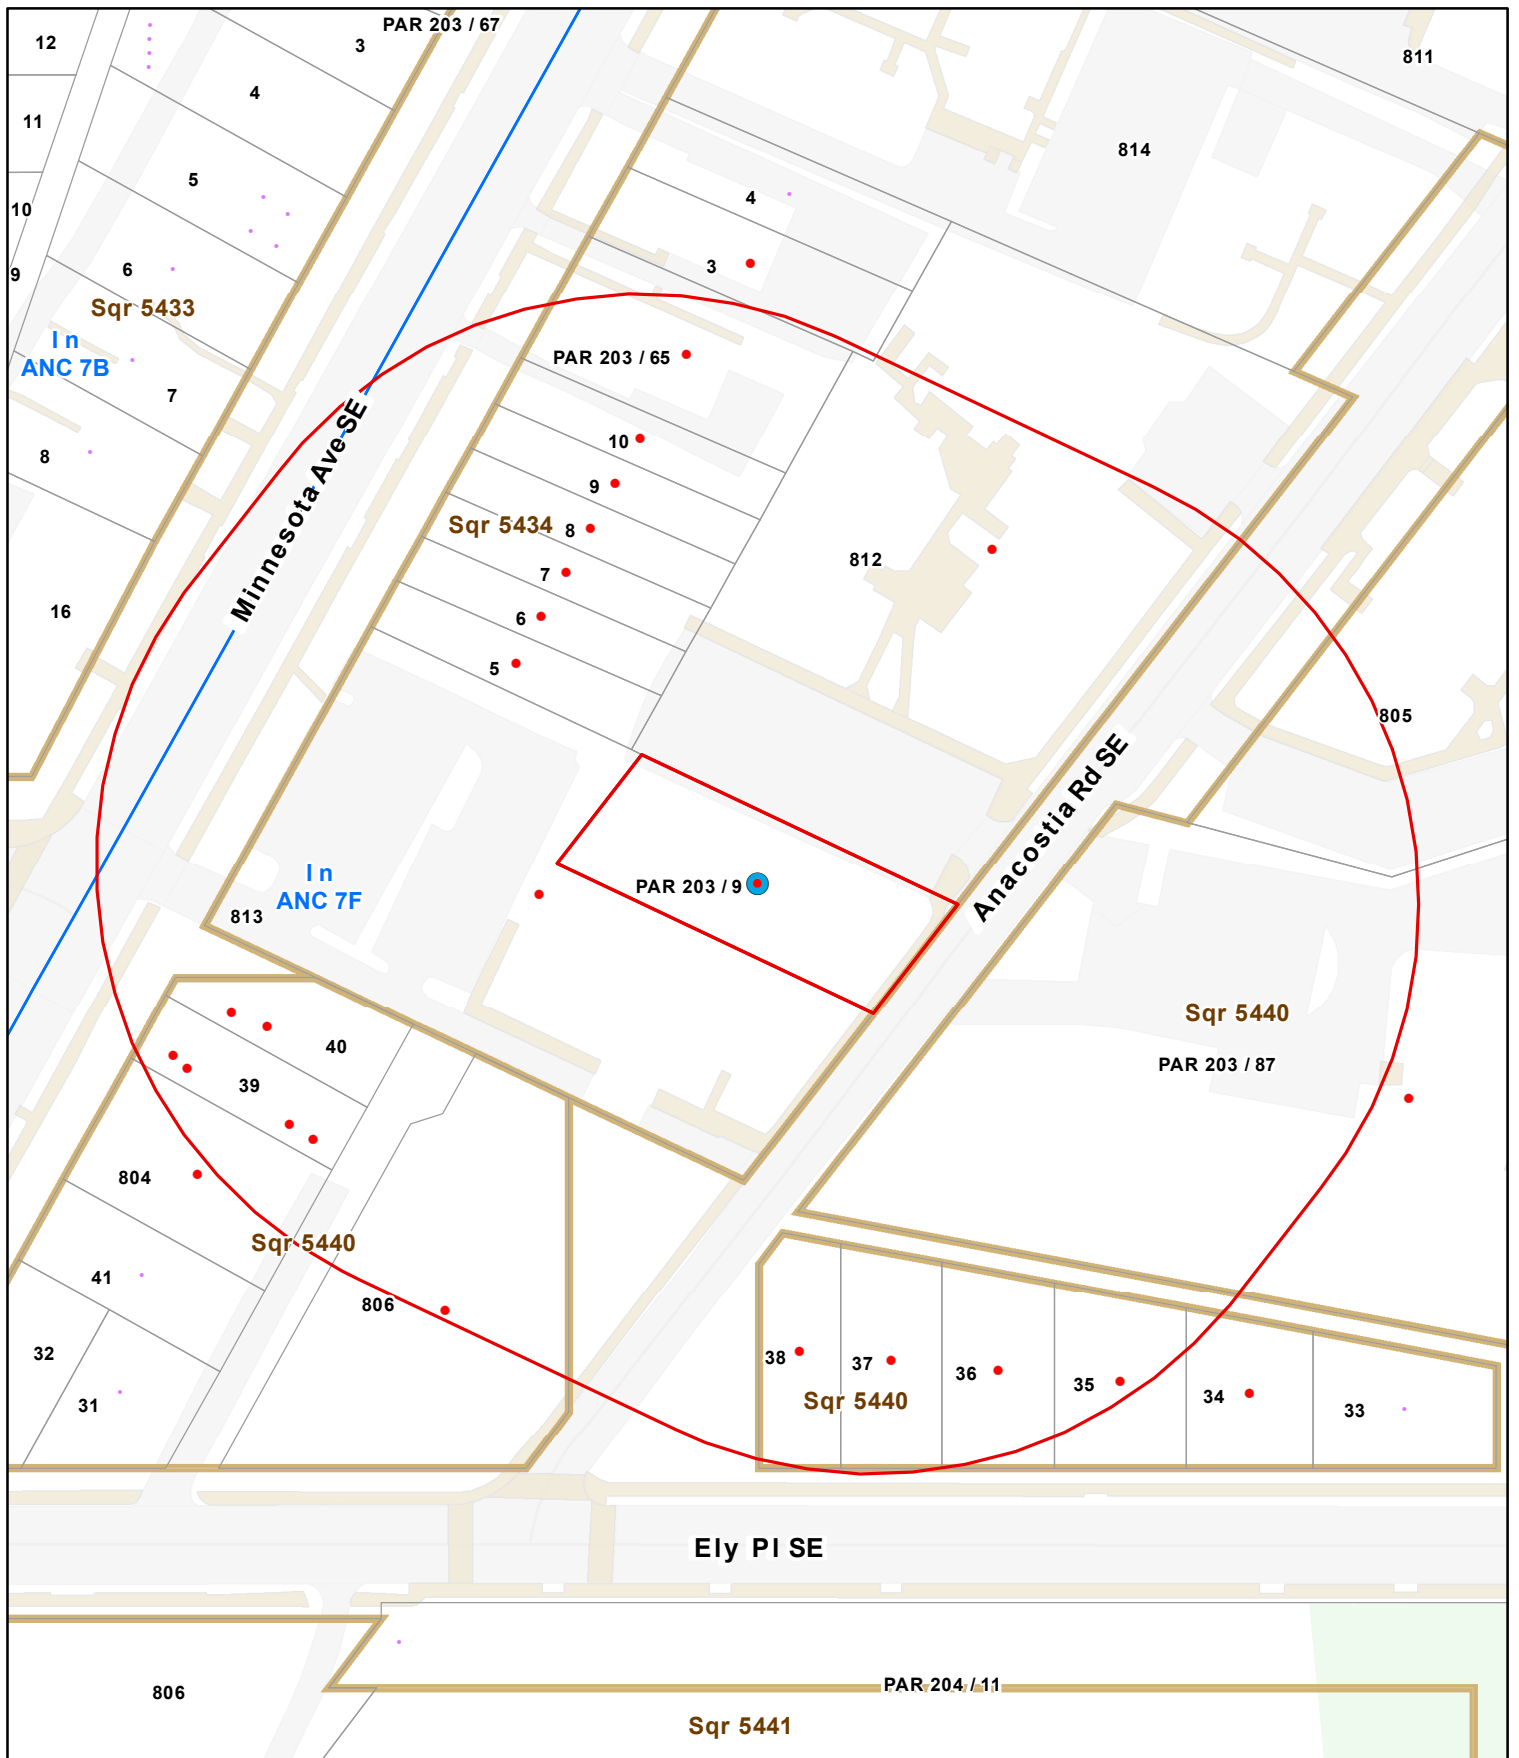 PAR 203 / 67
12
3
811
4
11
814
5
4
10
3
6
9
Sqr 5433
In
ANC 7B
PAR 203 / 65
7
10
8
9
Minnesota Ave SE
Sqr 5434
8
812
7
16
6
5
805
Anacostia Rd SE
In
ANC 7F
PAR 203 / 9
813
Sqr 5440
40
PAR 203 / 87
39
804
Sqr 5440
41
806
32
38
37
36
35
34
33
31
Sqr 5440
Ely Pl SE
PAR 204 / 11
806
Sqr 5441